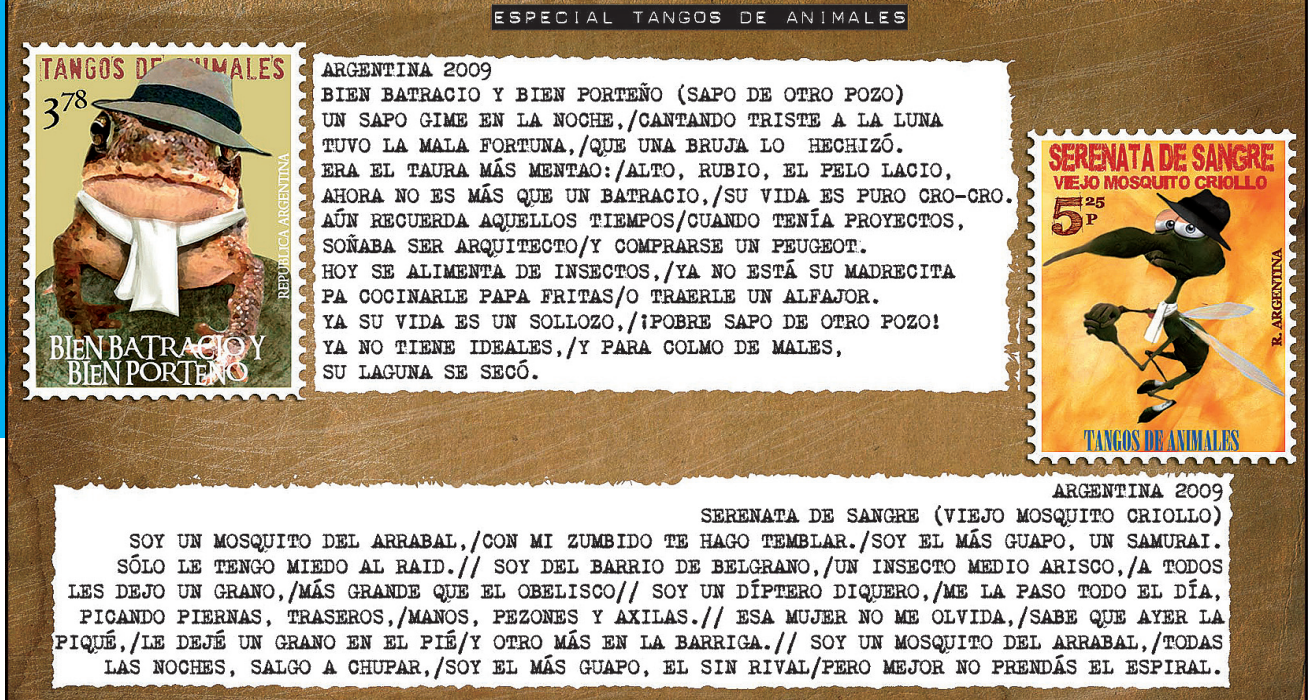 ESPECIAL TANGOS DE ANIMALES
TANGOS DE ANIMALES
3 78
REPUBLICA ARGENTINA
BIEN BATRACIO Y
BIEN PORTEÑO
ARGENTINA 2009
BIEN BATRACIO Y BIEN PORTEÑO (SAPO DE OTRO POZO)
UN SAPO GIME EN LA NOCHE,/CANTANDO TRISTE A LA LUNA
TUVO LA MALA FORTUNA,/QUE UNA BRUJA LO HECHIZÓ.
ERA EL TAURA MÁS MENTAO:/ALTO, RUBIO, EL PELO LACIO,
AHORA NO ES MÁS QUE UN BATRACIO,/SU VIDA ES PURO CRO-CRO.
AÚN RECUERDA AQUELLOS TIEMPOS/CUANDO TENÍA PROYECTOS,
SOÑABA SER ARQUITECTO/Y COMPRARSE UN PEUGEOT.
HOY SE ALIMENTA DE INSECTOS,/YA NO ESTÁ SU MADRECITA
PA COCINARLE PAPA FRITAS/O TRAERLE UN ALFAJOR.
YA SU VIDA ES UN SOLLOZO,/¡POBRE SAPO DE OTRO POZO!
YA NO TIENE IDEALES,/Y PARA COLMO DE MALES,
SU LAGUNA SE SECÓ.
SERENATA DE SANGRE
VIEJO MOSQUITO CRIOLLO
5 25 P
R. ARGENTINA
TANGOS DE ANIMALES
ARGENTINA 2009
SERENATA DE SANGRE (VIEJO MOSQUITO CRIOLLO)
SOY UN MOSQUITO DEL ARRABAL,/CON MI ZUMBIDO TE HAGO TEMBLAR./SOY EL MÁS GUAPO, UN SAMURAI.
SÓLO LE TENGO MIEDO AL RAID.// SOY DEL BARRIO DE BELGRANO,/UN INSECTO MEDIO ARISCO,/A TODOS
LES DEJO UN GRANO,/MÁS GRANDE QUE EL OBELISCO// SOY UN DÍPTERO DIQUERO,/ME LA PASO TODO EL DÍA,
PICANDO PIERNAS, TRASEROS,/MANOS, PEZONES Y AXILAS.// ESA MUJER NO ME OLVIDA,/SABE QUE AYER LA
PIQUÉ,/LE DEJÉ UN GRANO EN EL PIÉ/Y OTRO MÁS EN LA BARRIGA.// SOY UN MOSQUITO DEL ARRABAL,/TODAS
LAS NOCHES, SALGO A CHUPAR,/SOY EL MÁS GUAPO, EL SIN RIVAL/PERO MEJOR NO PRENDÁS EL ESPIRAL.